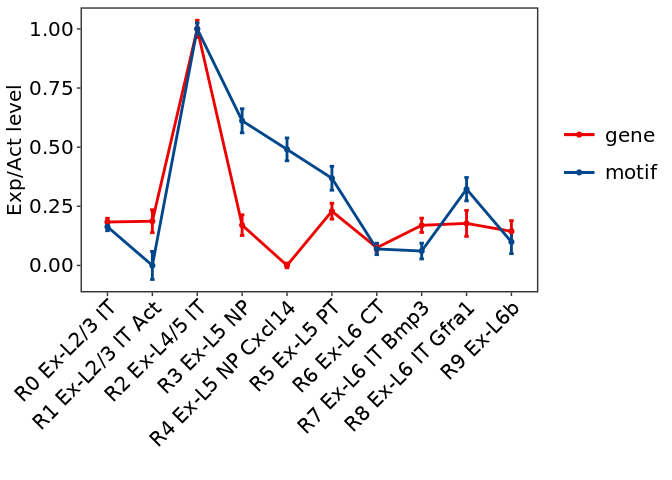 1.00
0.75
0.50
0.25
0.00
Exp/Act level
R0 Ex-L2/3 IT
R1 Ex-L2/3 IT Act
R2 Ex-L4/5 IT
R3 Ex-L5 NP
R4 Ex-L5 NP Cxcl14
R5 Ex-L5 PT
R6 Ex-L6 CT
R7 Ex-L6 IT Bmp3
R8 Ex-L6 IT Gfra1
R9 Ex-L6b
gene
motif